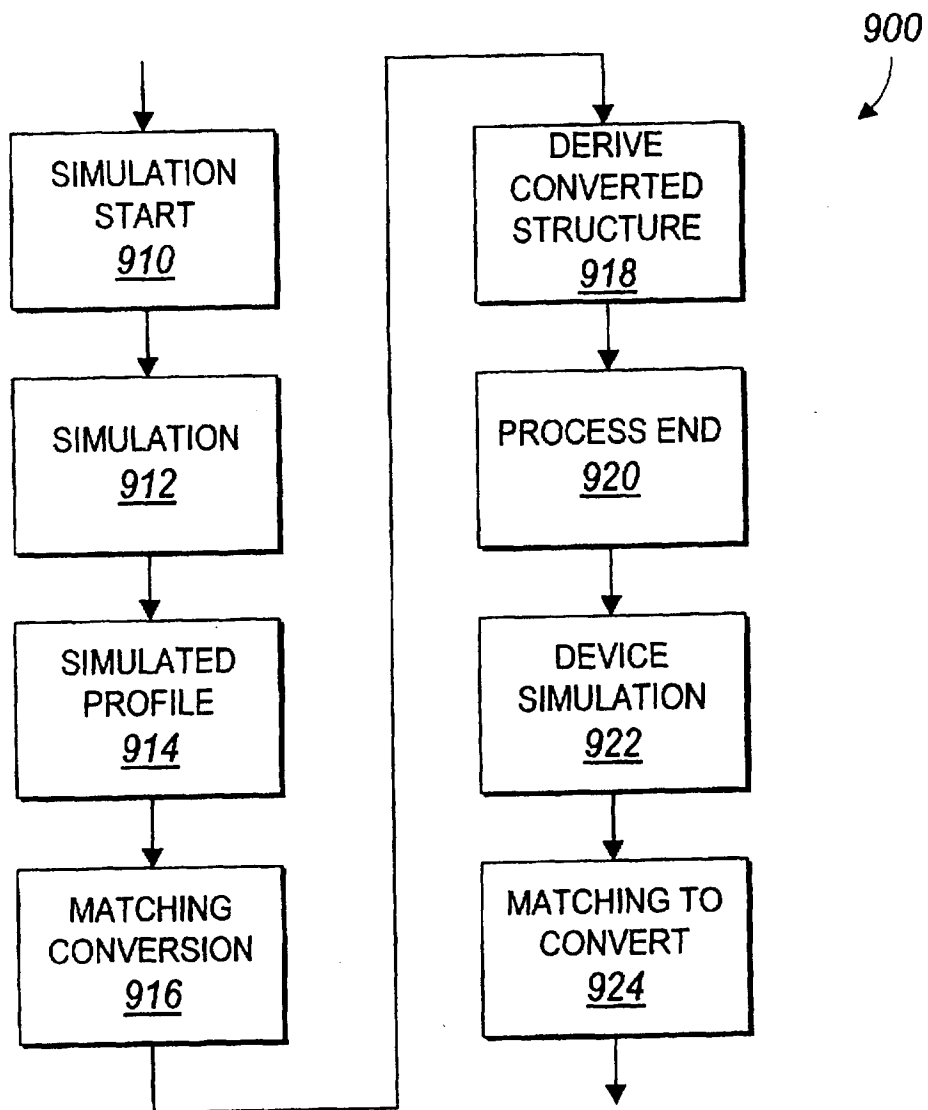 900
SIMULATION
START
910
SIMULATION
912
SIMULATED
PROFILE
914
MATCHING
CONVERSION
916
DERIVE
CONVERTED
STRUCTURE
918
PROCESS END
920
DEVICE
SIMULATION
922
MATCHING TO
CONVERT
924